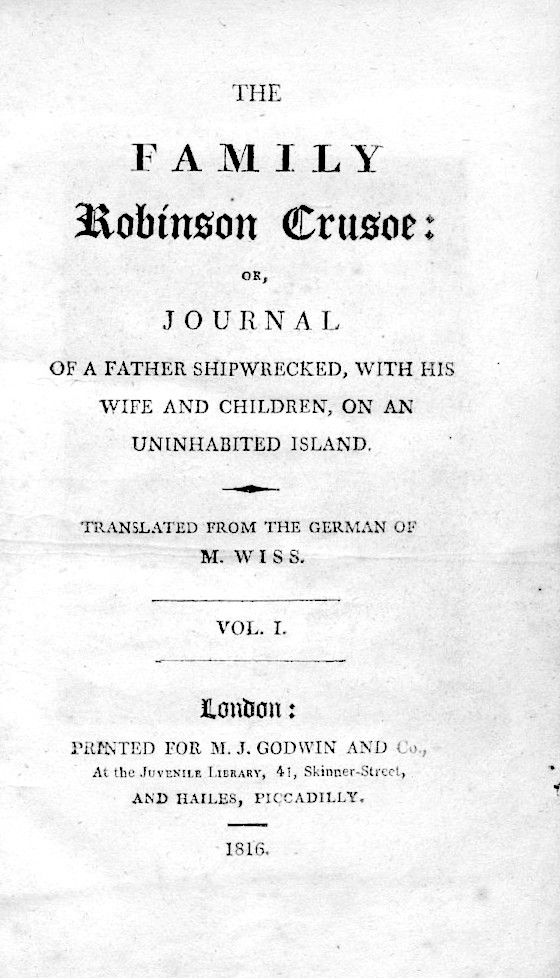 THE
FAMILY
Robinson Crusoe:
OR,
JOURNAL
OF A FATHER SHIPWRECKED, WITH HIS
WIFE AND CHILDREN, ON AN
UNINHABITED ISLAND.
TRANSLATED FROM THE GERMAN OF
M. WISS.
VOL. I.
London:
PRINTED FOR M. J. GODWIN AND Co.,
At the JUVENILE LIBRARY, 41, Skinner-Street,
AND HAILES, PICCADILLY.
1816.